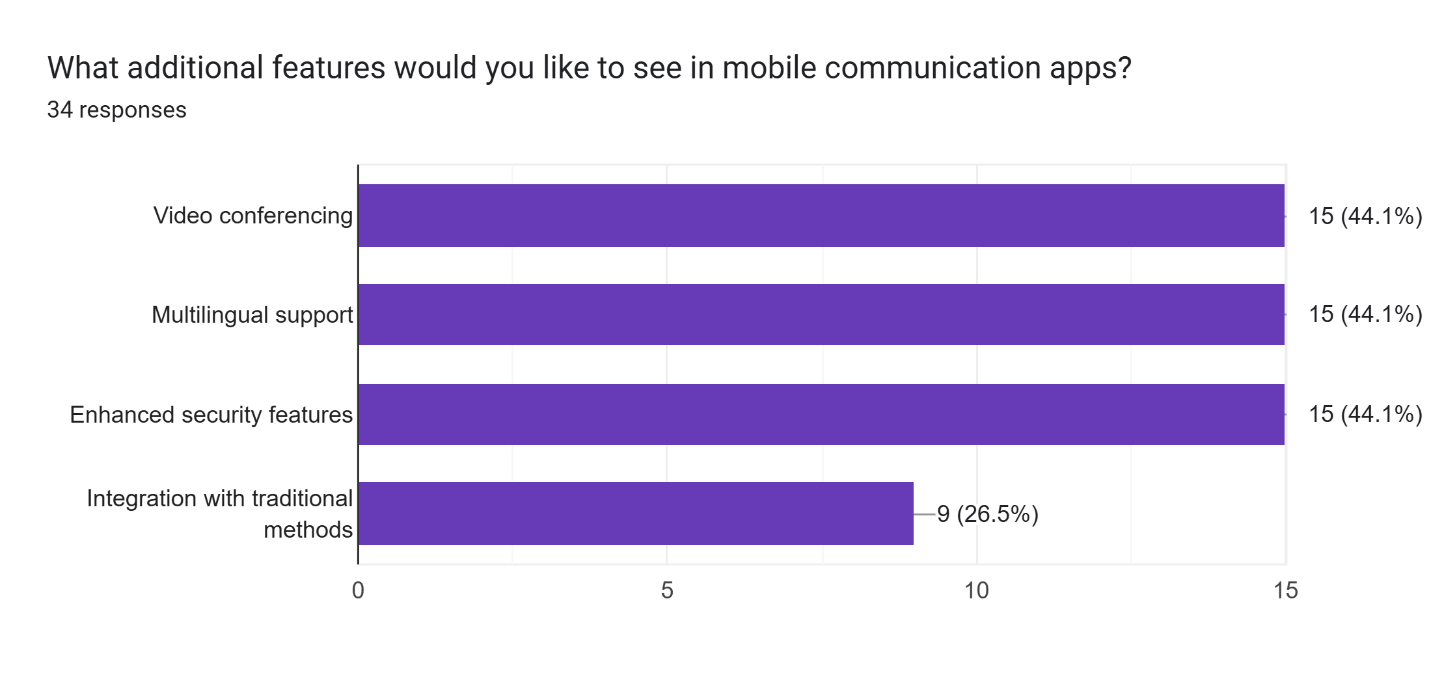 What additional features would you like to see in mobile communication apps?
34 responses
Video conferencing
15 (44.1%)
Multilingual support
15 (44.1%)
Enhanced security features
15 (44.1%)
Integration with traditional
methods
9 (26.5%)
0
5
10
15